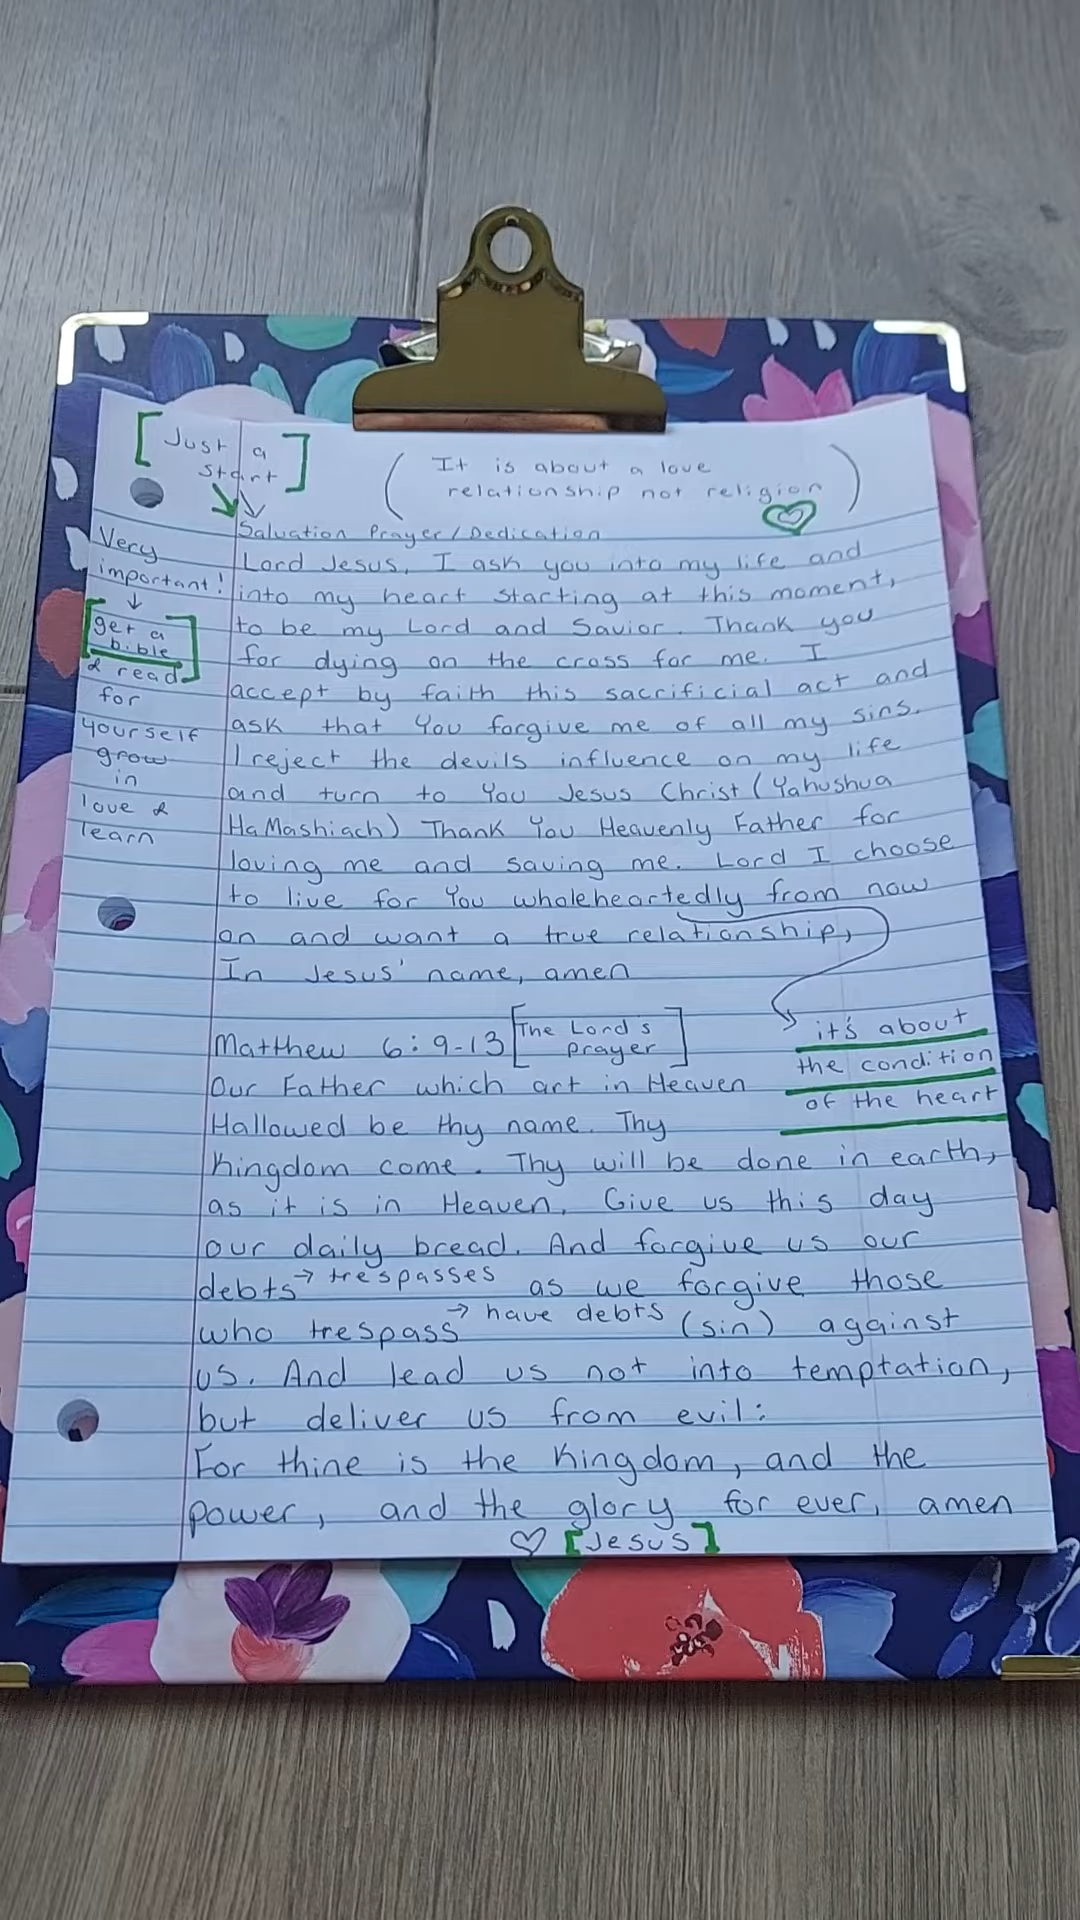 [Just a
start]
(It is about a love
relationship not religion)
Salvation Prayer/Dedication
Very
important!
get a
bible
& read
for
yourself
grow
in
love &
learn
Lord Jesus, I ask you into my life and
into my heart starting at this moment,
to be my Lord and Savior. Thank you
for dying on the cross for me. I
accept by faith this sacrificial act and
ask that You forgive me of all my sins.
I reject the devils influence on my life
and turn to You Jesus Christ (Yahushua
HaMashiach) Thank You Heavenly Father for
loving me and saving me. Lord I choose
to live for You wholeheartedly from now
on and want a true relationship,
In Jesus' name, amen
it's about
the condition
of the heart
Matthew 6:9-13 [The Lord's
prayer]
Our Father which art in Heaven
Hallowed be thy name. Thy
Kingdom come. Thy will be done in earth,
as it is in Heaven. Give us this day
our daily bread. And forgive us our
debts → trespasses as we forgive those
who trespass → have debts (sin) against
us. And lead us not into temptation,
but deliver us from evil:
For thine is the Kingdom, and the
power, and the glory for ever, amen
♡ [Jesus]